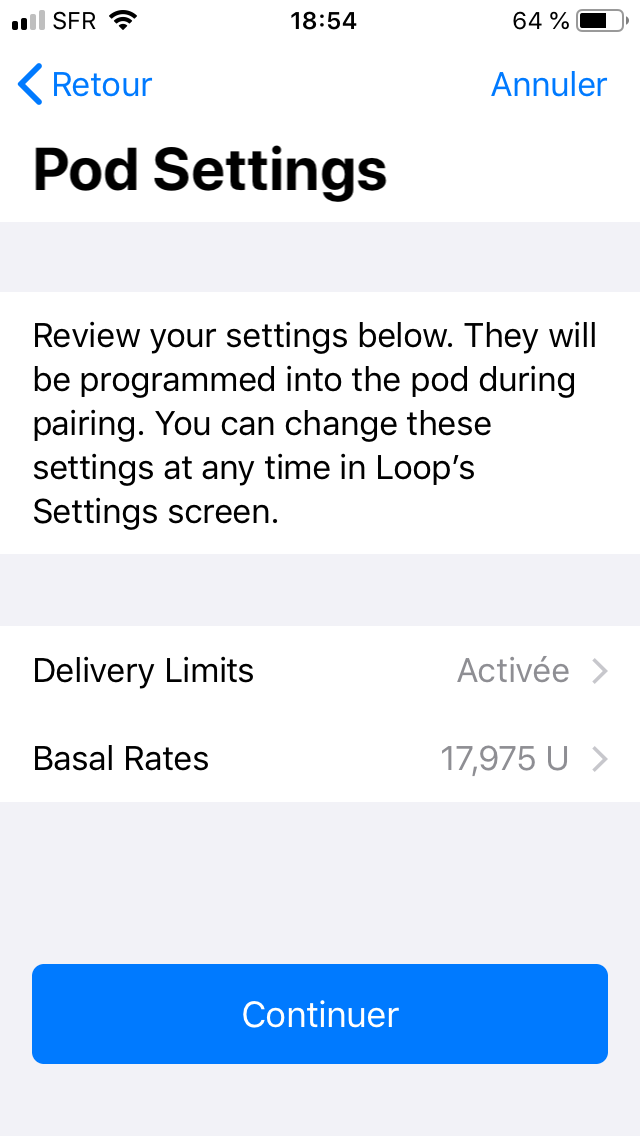 SFR 18:54 64 %
Retour Annuler
Pod Settings
Review your settings below. They will
be programmed into the pod during
pairing. You can change these
settings at any time in Loop’s
Settings screen.
Delivery Limits Activée
Basal Rates 17,975 U
Continuer